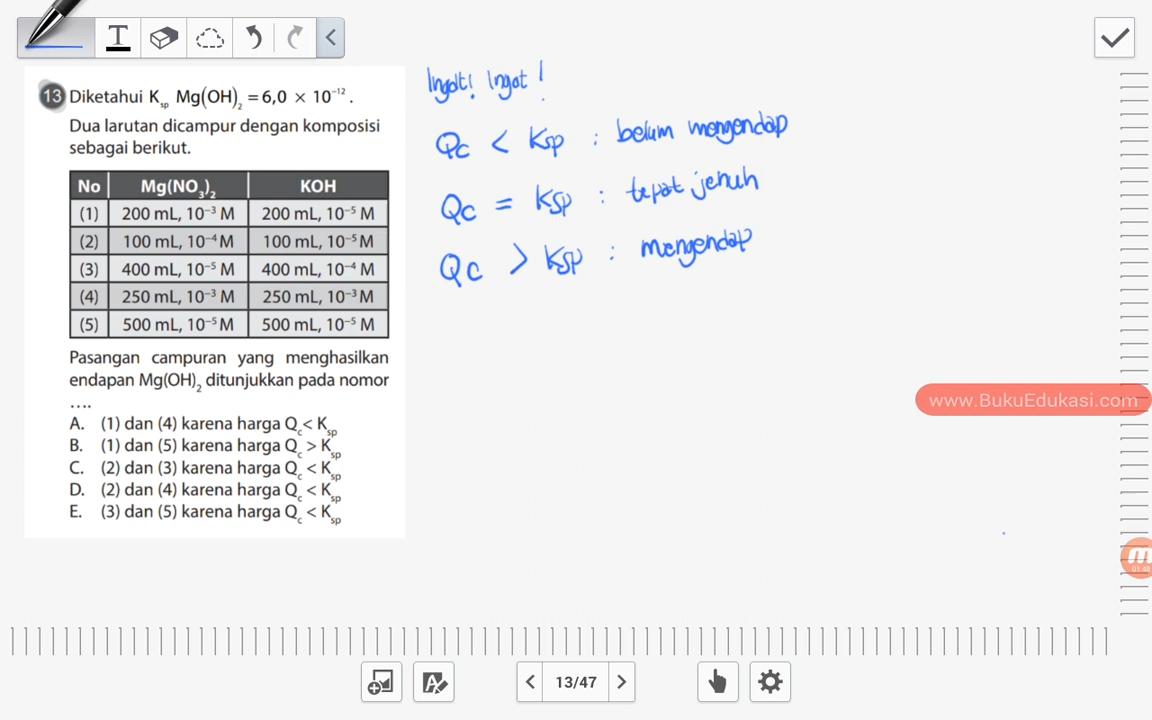 T
13 Diketahui Ksp Mg(OH)2 = 6,0 × 10⁻¹² .
Dua larutan dicampur dengan komposisi
sebagai berikut.
No Mg(NO3)2 KOH
(1) 200 mL, 10⁻³ M 200 mL, 10⁻⁵ M
(2) 100 mL, 10⁻⁴ M 100 mL, 10⁻⁵ M
(3) 400 mL, 10⁻⁵ M 400 mL, 10⁻⁴ M
(4) 250 mL, 10⁻³ M 250 mL, 10⁻³ M
(5) 500 mL, 10⁻⁵ M 500 mL, 10⁻⁵ M
Pasangan campuran yang menghasilkan
endapan Mg(OH)2 ditunjukkan pada nomor
....
A. (1) dan (4) karena harga Qc < Ksp
B. (1) dan (5) karena harga Qc > Ksp
C. (2) dan (3) karena harga Qc < Ksp
D. (2) dan (4) karena harga Qc < Ksp
E. (3) dan (5) karena harga Qc < Ksp
Ingat! Ingat !
Qc < Ksp : belum mengendap
Qc = Ksp : tepat jenuh
Qc > Ksp : mengendap
www.BukuEdukasi.com
01:48
13/47